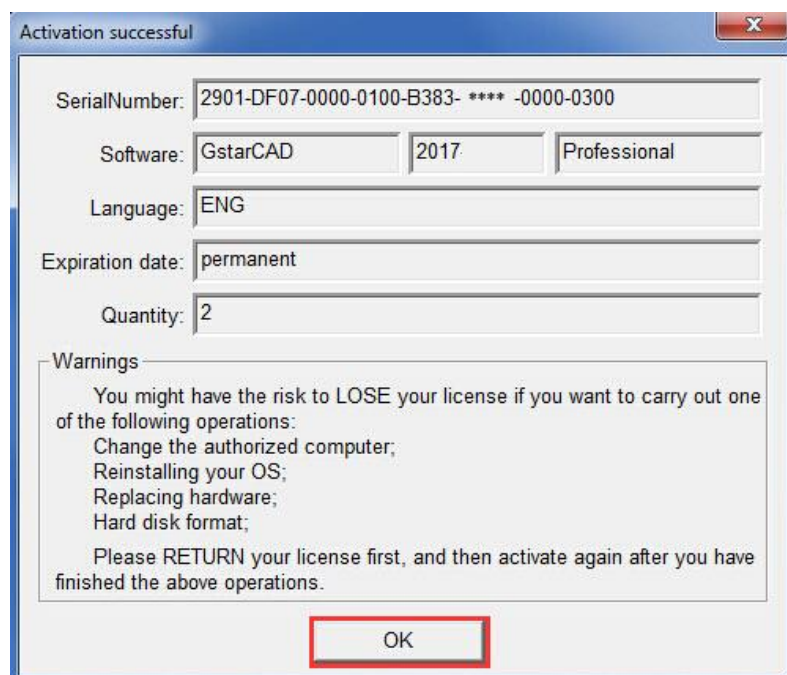 Activation successful
SerialNumber: 2901-DF07-0000-0100-B383- **** -0000-0300
Software: GstarCAD 2017 Professional
Language: ENG
Expiration date: permanent
Quantity: 2
Warnings
You might have the risk to LOSE your license if you want to carry out one
of the following operations:
Change the authorized computer;
Reinstalling your OS;
Replacing hardware;
Hard disk format;
Please RETURN your license first, and then activate again after you have
finished the above operations.
OK